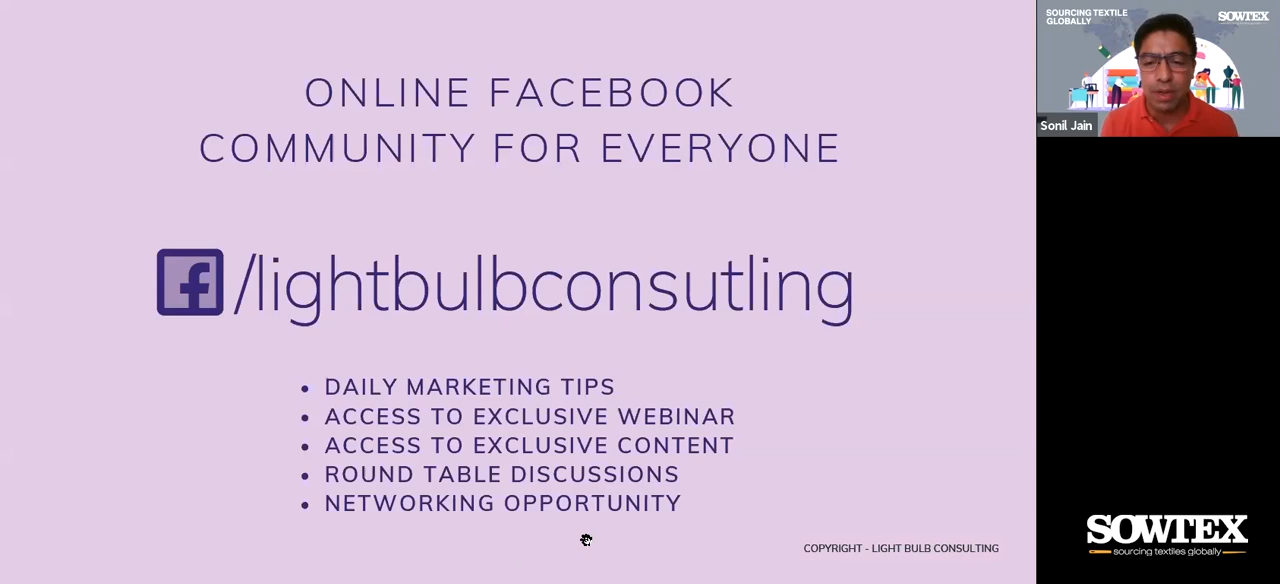 ONLINE FACEBOOK
COMMUNITY FOR EVERYONE
/lightbulbconsutling
• DAILY MARKETING TIPS
• ACCESS TO EXCLUSIVE WEBINAR
• ACCESS TO EXCLUSIVE CONTENT
• ROUND TABLE DISCUSSIONS
• NETWORKING OPPORTUNITY
COPYRIGHT - LIGHT BULB CONSULTING
SOURCING TEXTILE
GLOBALLY
SOWTEX
Sonil Jain
SOWTEX
sourcing textiles globally